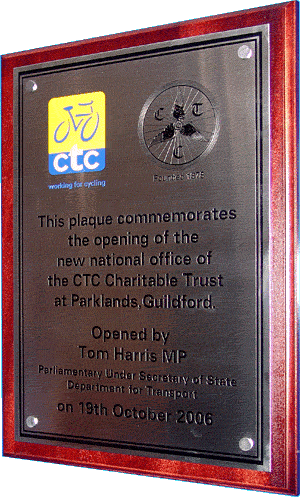 ctc
working for cycling
C T C
Founded 1878
This plaque commemorates
the opening of the
new national office of
the CTC Charitable Trust
at Parklands, Guildford.
Opened by
Tom Harris MP
Parliamentary Under Secretary of State
Department for Transport
on 19th October 2006